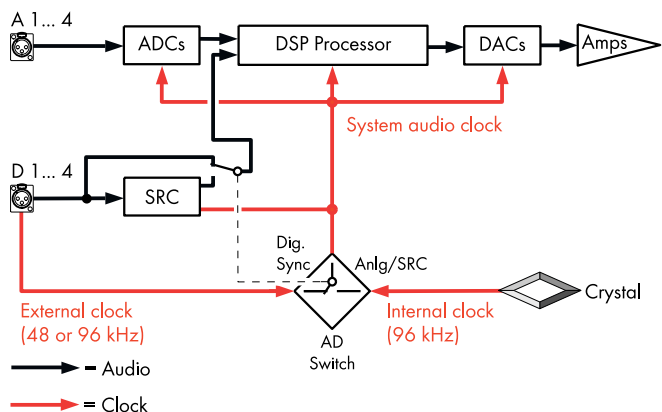 A 1... 4
ADCs
DSP Processor
DACs
Amps
System audio clock
D 1... 4
SRC
Dig.
Sync
Anlg/SRC
External clock
(48 or 96 kHz)
Internal clock
(96 kHz)
Crystal
AD
Switch
= Audio
= Clock